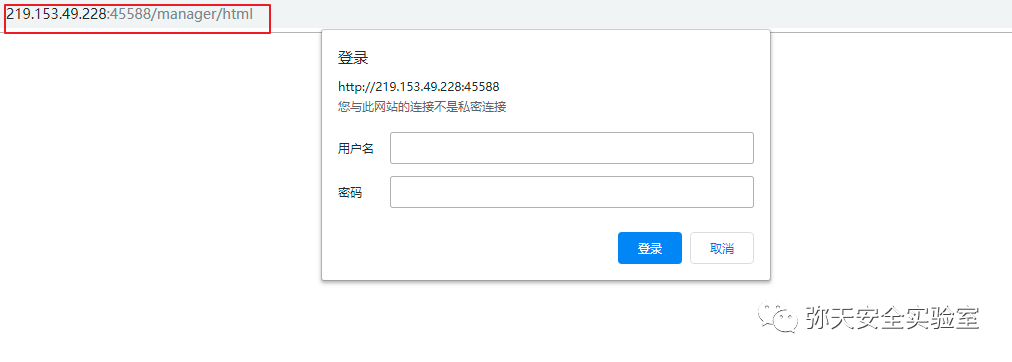 219.153.49.228:45588/manager/html
登录
http://219.153.49.228:45588
您与此网站的连接不是私密连接
用户名
密码
登录 取消
弥天安全实验室